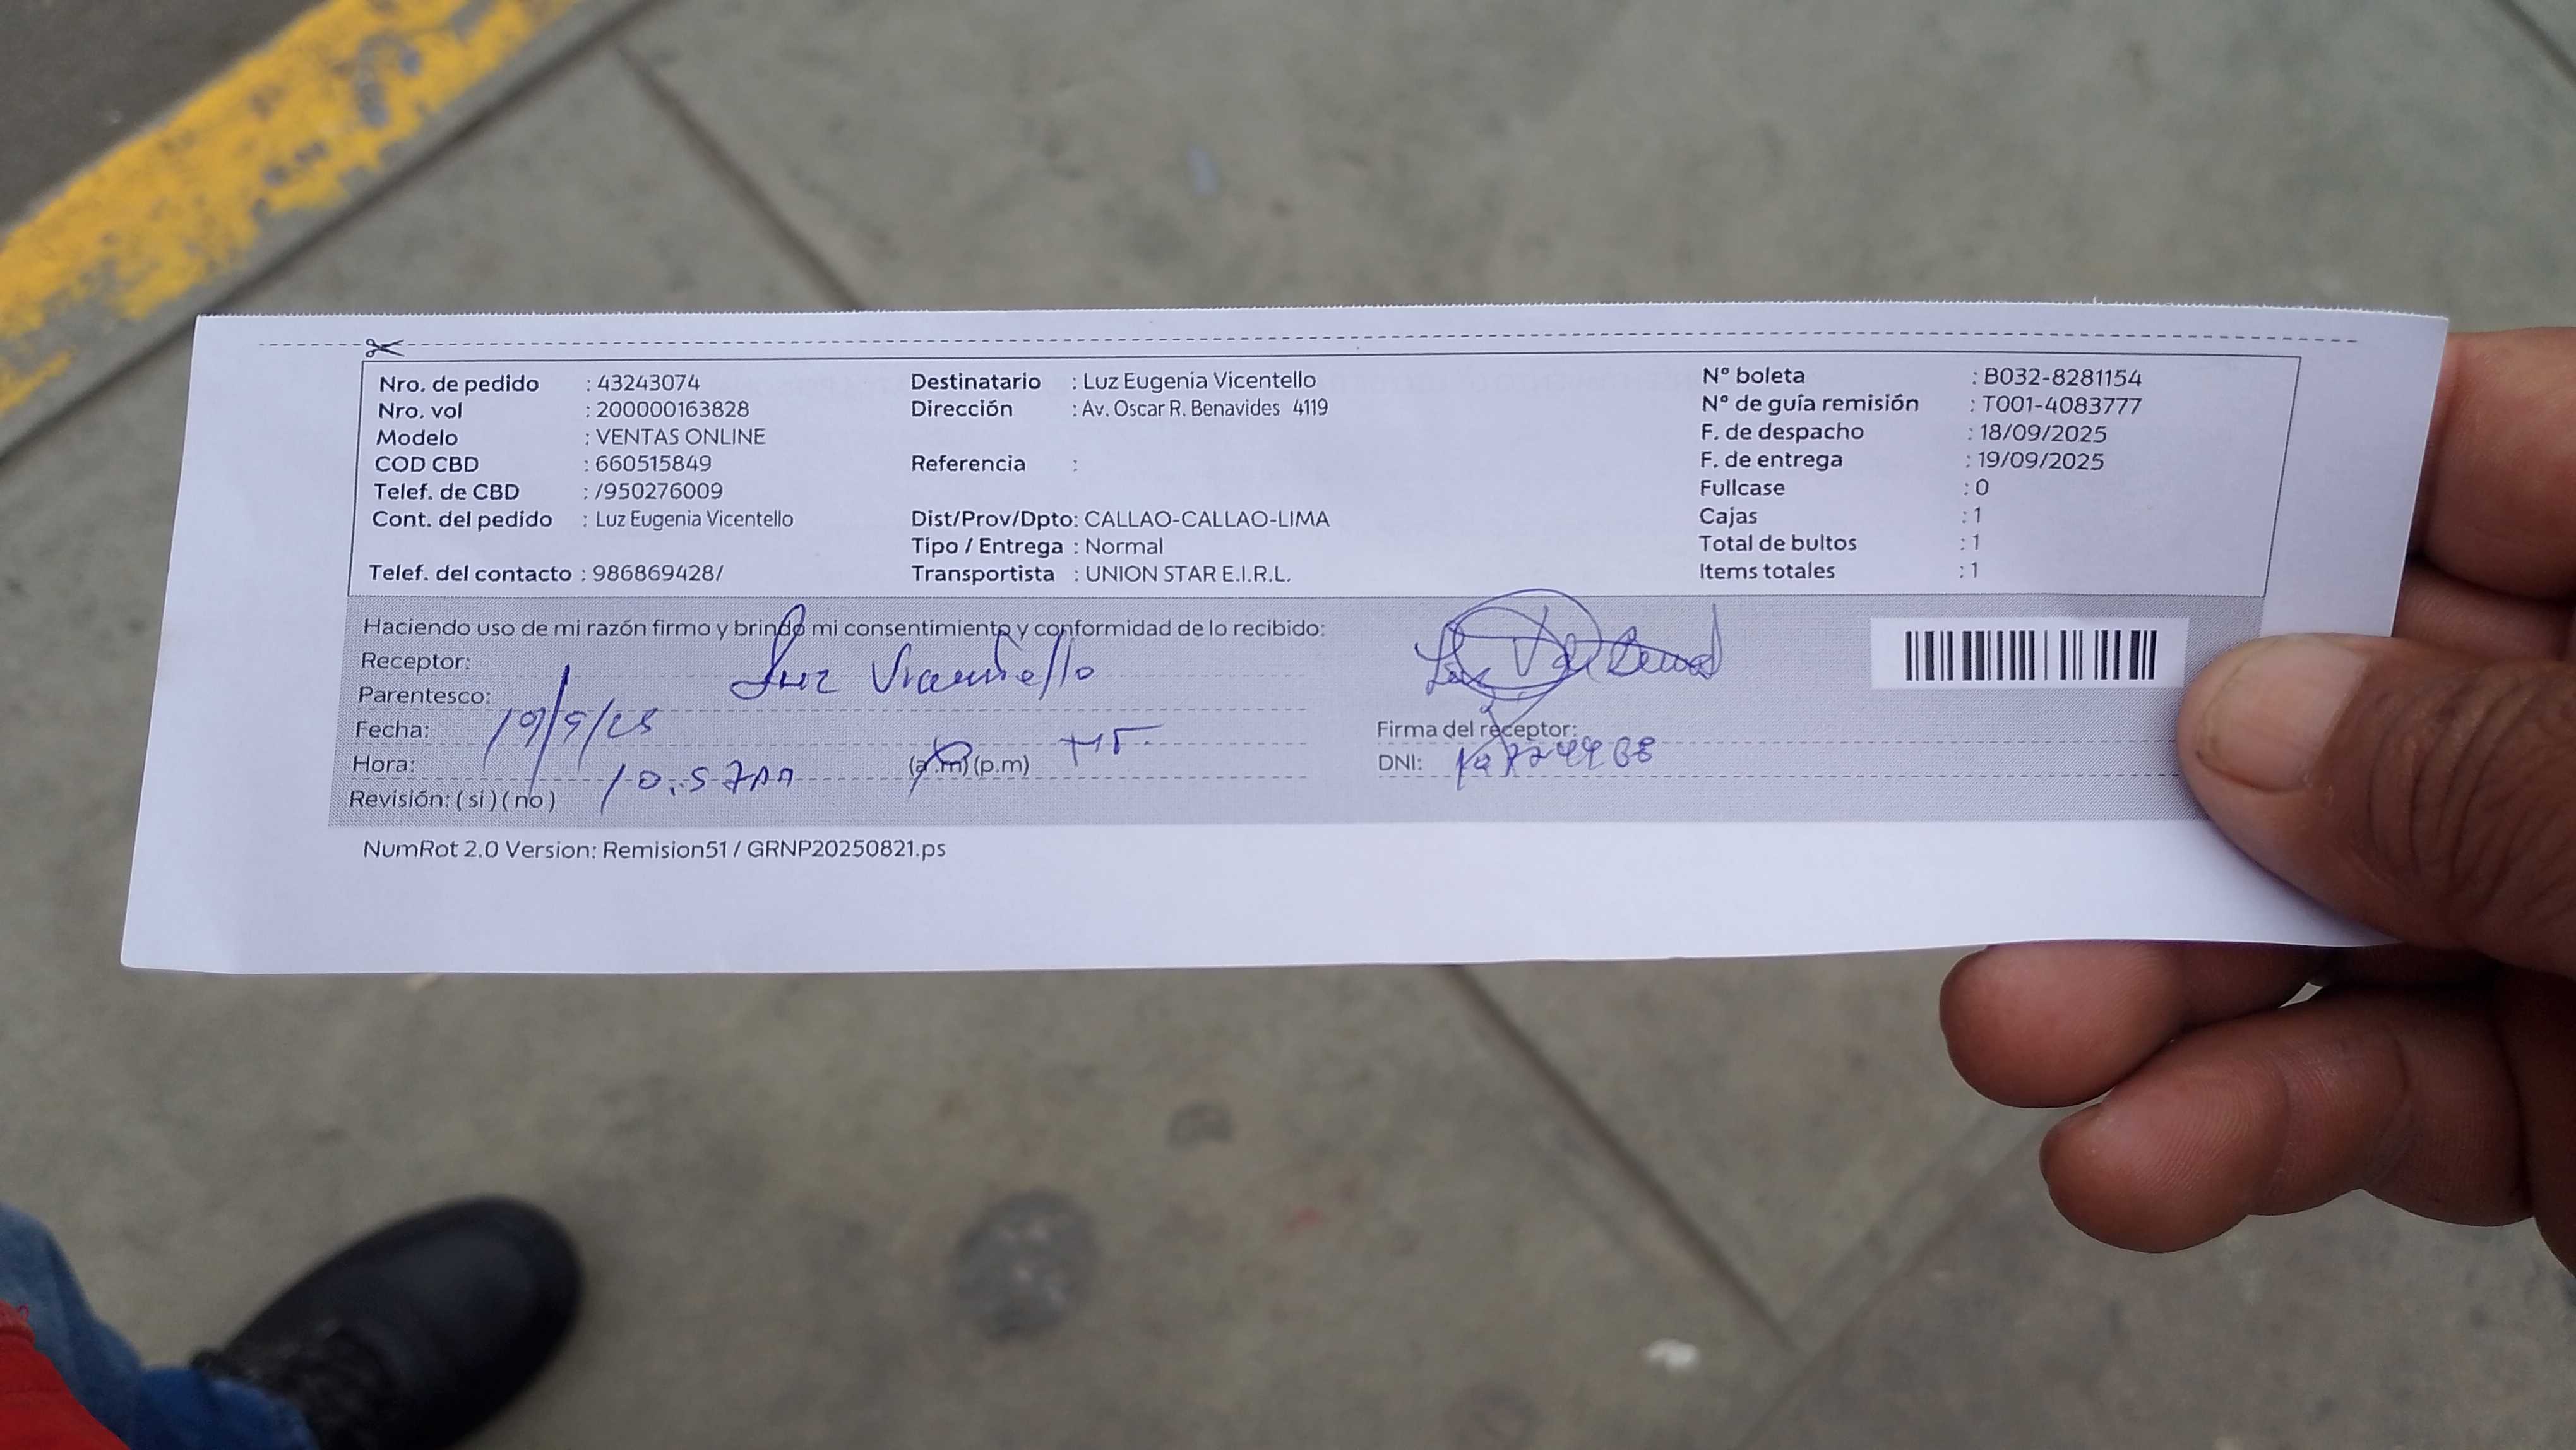 Nro. de pedido : 43243074
Nro. vol : 200000163828
Modelo : VENTAS ONLINE
COD CBD : 660515849
Telef. de CBD : /950276009
Cont. del pedido : Luz Eugenia Vicentello
Telef. del contacto : 986869428/
Destinatario : Luz Eugenia Vicentello
Dirección : Av. Oscar R. Benavides 4119
Referencia :
Dist/Prov/Dpto: CALLAO-CALLAO-LIMA
Tipo / Entrega : Normal
Transportista : UNION STAR E.I.R.L.
N° boleta : B032-8281154
N° de guía remisión : T001-4083777
F. de despacho : 18/09/2025
F. de entrega : 19/09/2025
Fullcase : 0
Cajas : 1
Total de bultos : 1
Items totales : 1
Haciendo uso de mi razón firmo y brindo mi consentimiento y conformidad de lo recibido:
Receptor: Luz Vicentello
Parentesco:
Fecha: 19/9/25
Hora: 10:57 (a.m) (p.m)
Revisión: ( si ) ( no )
Firma del receptor:
DNI:
NumRot 2.0 Version: Remision51 / GRNP20250821.ps